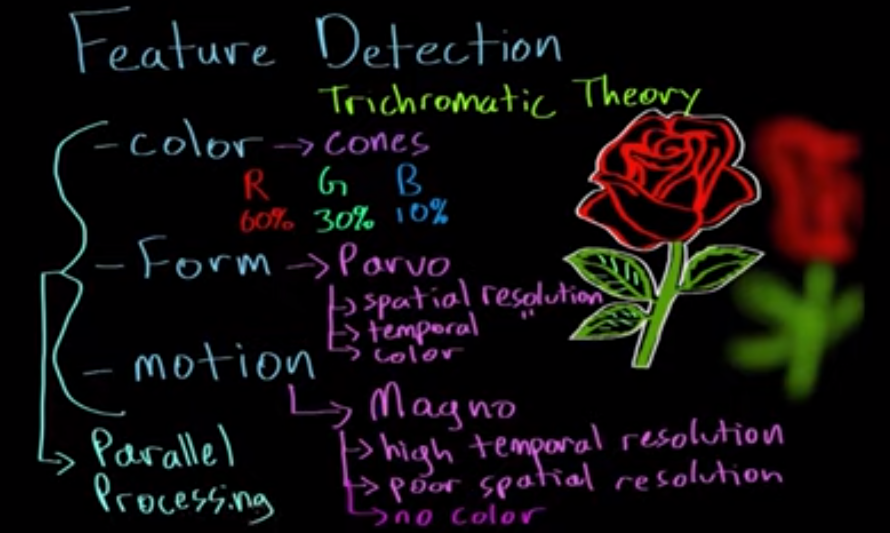 Feature Detection
Trichromatic Theory
- color → cones
R G B
60% 30% 10%
- Form → Parvo
→ spatial resolution
→ temporal
→ color
- motion
→ Magno
→ high temporal resolution
→ poor spatial resolution
→ no color
→ Parallel
Processing